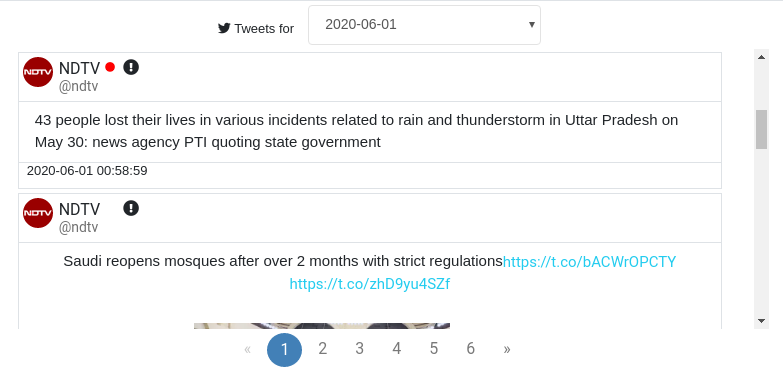 Tweets for 2020-06-01
NDTV
NDTV
@ndtv
43 people lost their lives in various incidents related to rain and thunderstorm in Uttar Pradesh on
May 30: news agency PTI quoting state government
2020-06-01 00:58:59
NDTV
NDTV
@ndtv
Saudi reopens mosques after over 2 months with strict regulationshttps://t.co/bACWrOPCTY
https://t.co/zhD9yu4SZf
« 1 2 3 4 5 6 »